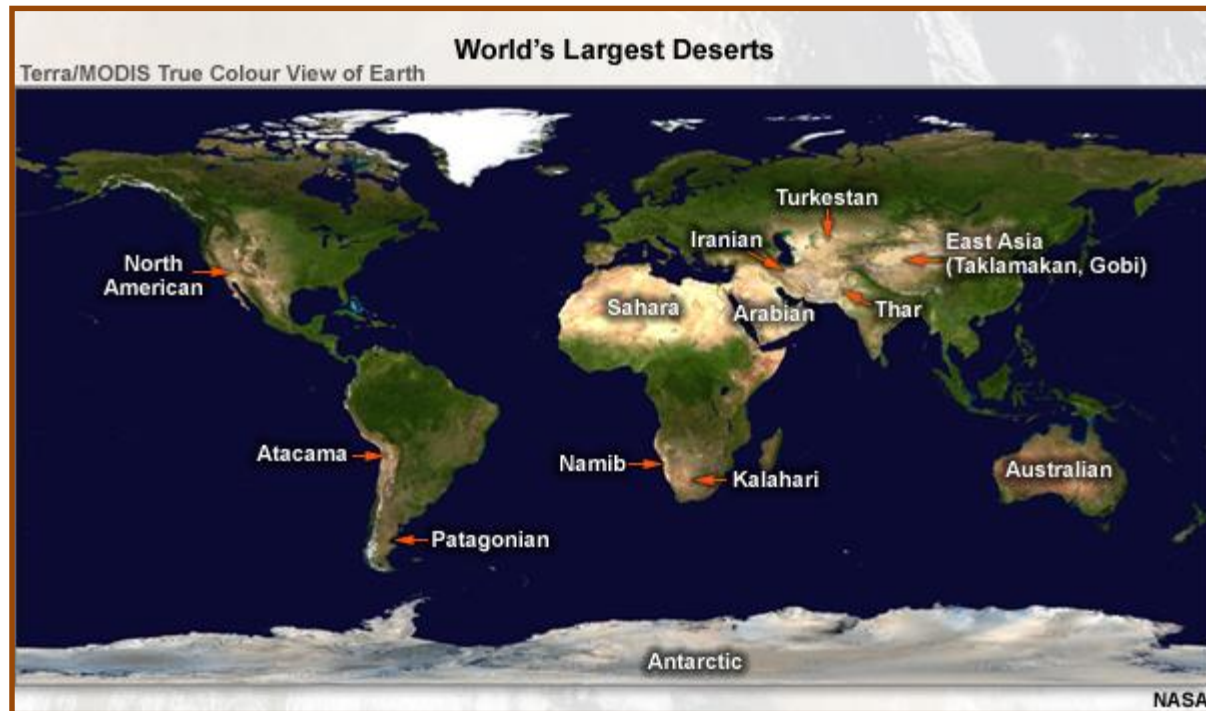 World's Largest Deserts
Terra/MODIS True Colour View of Earth
Turkestan
Iranian
East Asia
(Taklamakan, Gobi)
North
American
Sahara
Arabian
Thar
Atacama
Namib
Kalahari
Australian
Patagonian
Antarctic
NASA